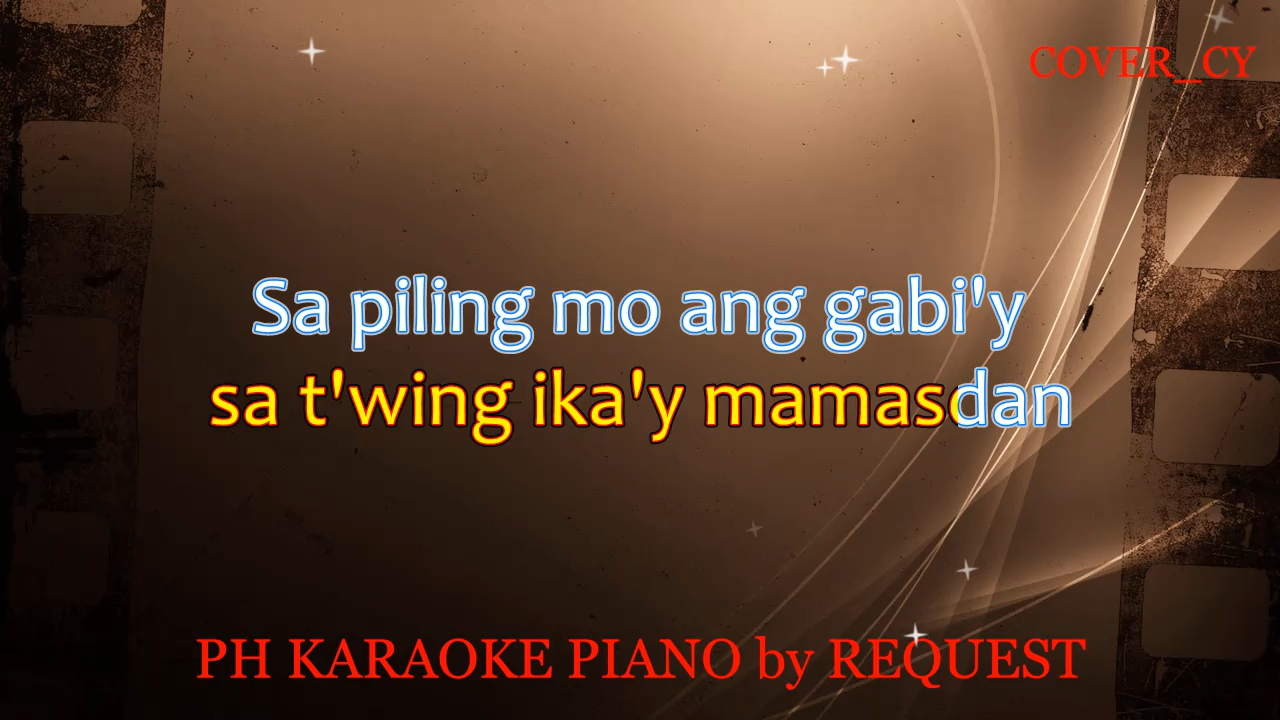 COVER_CY
Sa piling mo ang gabi'y
sa t'wing ika'y mamasdan
PH KARAOKE PIANO by REQUEST